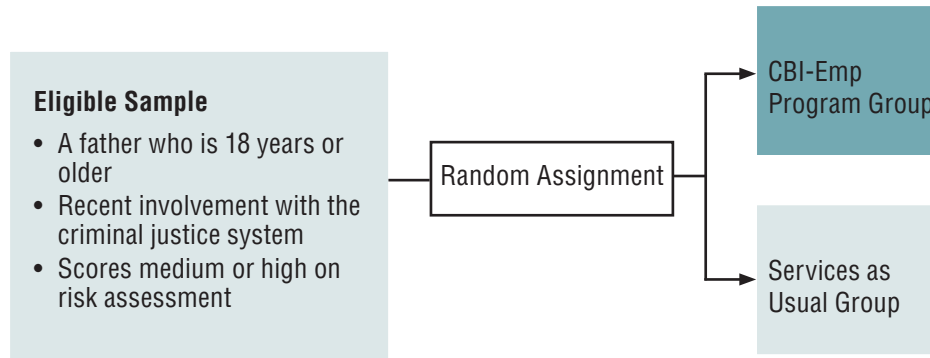 Eligible Sample
• A father who is 18 years or
older
• Recent involvement with the
criminal justice system
• Scores medium or high on
risk assessment
Random Assignment
CBI-Emp
Program Group
Services as
Usual Group